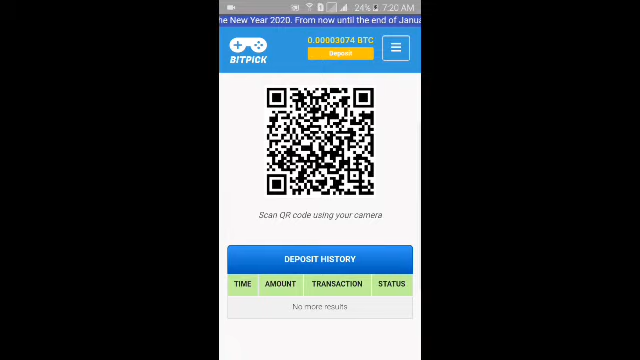 24% 7:20 AM
he New Year 2020. From now until the end of Janua
0.00003074 BTC
Deposit
BITPICK
Scan QR code using your camera
DEPOSIT HISTORY
TIME AMOUNT TRANSACTION STATUS
No more results